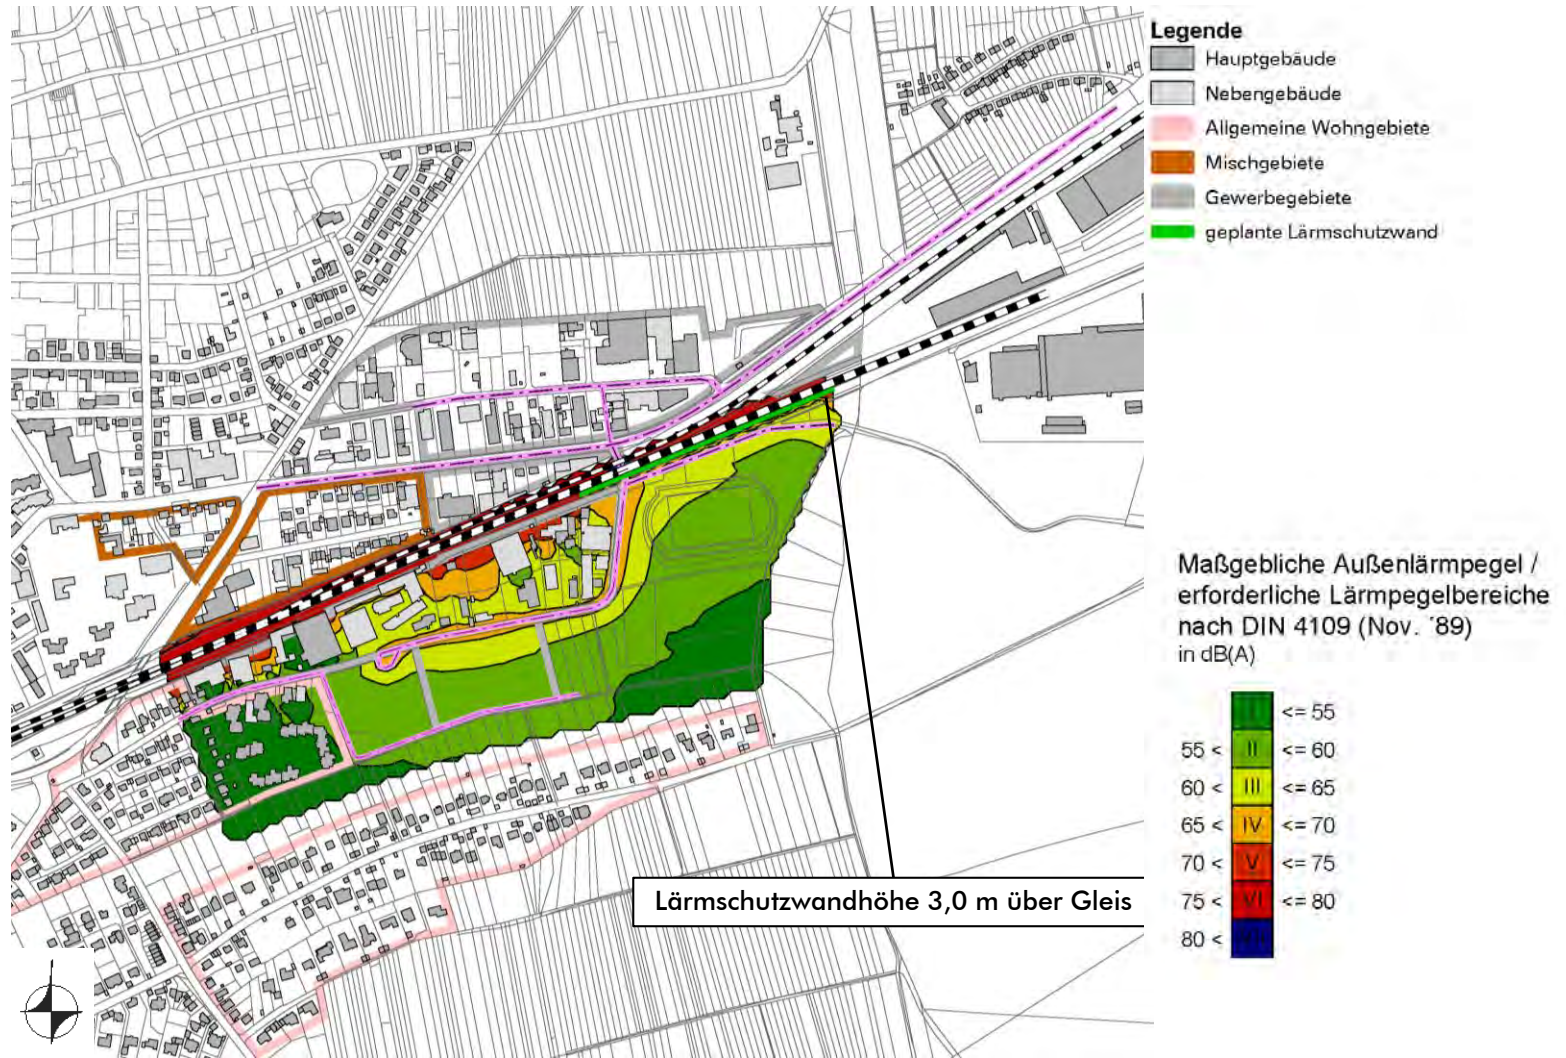 Legende
Hauptgebäude
Nebengebäude
Allgemeine Wohngebiete
Mischgebiete
Gewerbegebiete
geplante Lärmschutzwand
Maßgebliche Außenlärmpegel /
erforderliche Lärmpegelbereiche
nach DIN 4109 (Nov. ´89)
in dB(A)
I <= 55
55 < II <= 60
60 < III <= 65
65 < IV <= 70
70 < V <= 75
75 < VI <= 80
80 <
Lärmschutzwandhöhe 3,0 m über Gleis